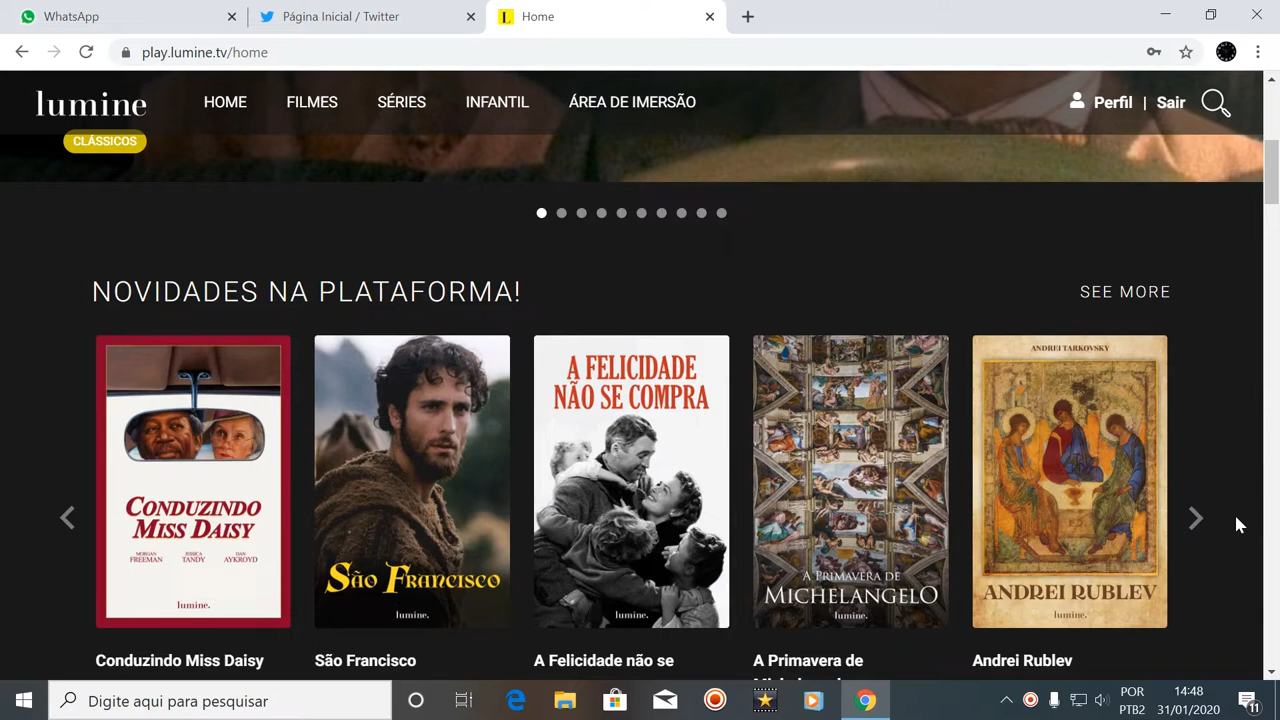 WhatsApp
Página Inicial / Twitter
L Home
play.lumine.tv/home
lumine HOME FILMES SÉRIES INFANTIL ÁREA DE IMERSÃO Perfil | Sair
CLÁSSICOS
NOVIDADES NA PLATAFORMA!
SEE MORE
CONDUZINDO
MISS DAISY
MORGAN
FREEMAN
JESSICA
TANDY
DAN
AYKROYD
lumine.
São Francisco
lumine.
A FELICIDADE
NÃO SE COMPRA
lumine.
A PRIMAVERA DE
MICHELANGELO
lumine.
ANDREI TARKOVSKY
ANDREI RUBLEV
lumine.
Conduzindo Miss Daisy
São Francisco
A Felicidade não se
A Primavera de
Andrei Rublev
Digite aqui para pesquisar
POR
PTB2
14:48
31/01/2020
11